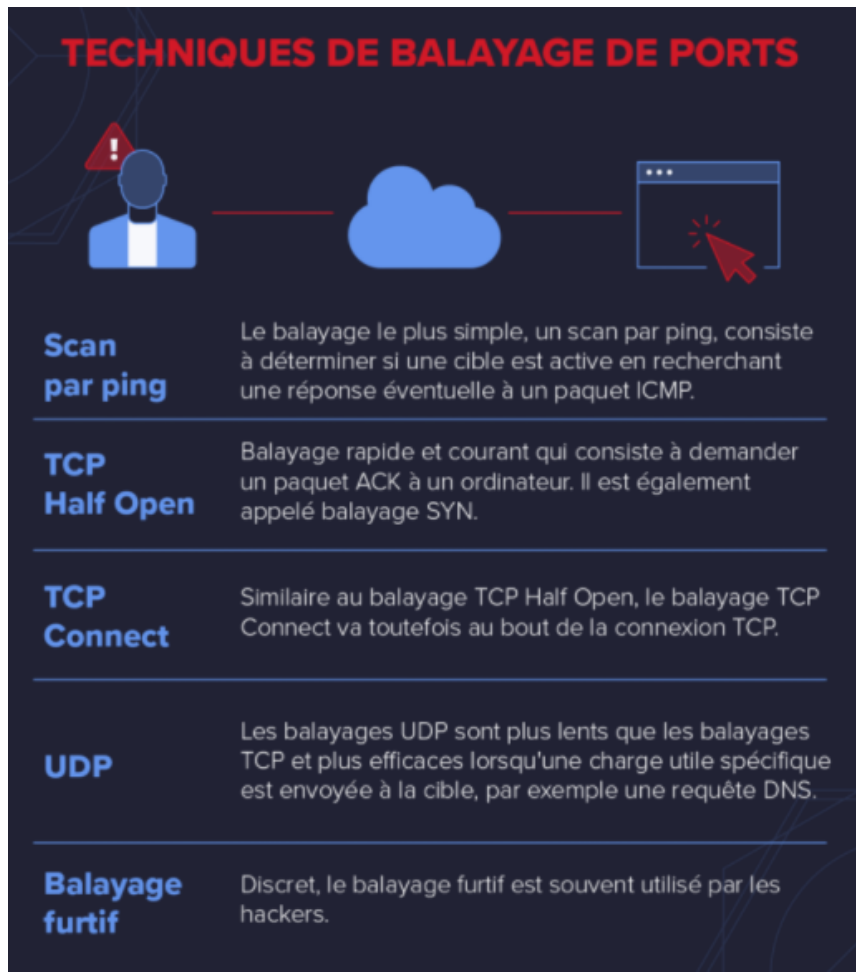 TECHNIQUES DE BALAYAGE DE PORTS
!
Scan
par ping
Le balayage le plus simple, un scan par ping, consiste
à déterminer si une cible est active en recherchant
une réponse éventuelle à un paquet ICMP.
TCP
Half Open
Balayage rapide et courant qui consiste à demander
un paquet ACK à un ordinateur. Il est également
appelé balayage SYN.
TCP
Connect
Similaire au balayage TCP Half Open, le balayage TCP
Connect va toutefois au bout de la connexion TCP.
UDP
Les balayages UDP sont plus lents que les balayages
TCP et plus efficaces lorsqu'une charge utile spécifique
est envoyée à la cible, par exemple une requête DNS.
Balayage
furtif
Discret, le balayage furtif est souvent utilisé par les
hackers.